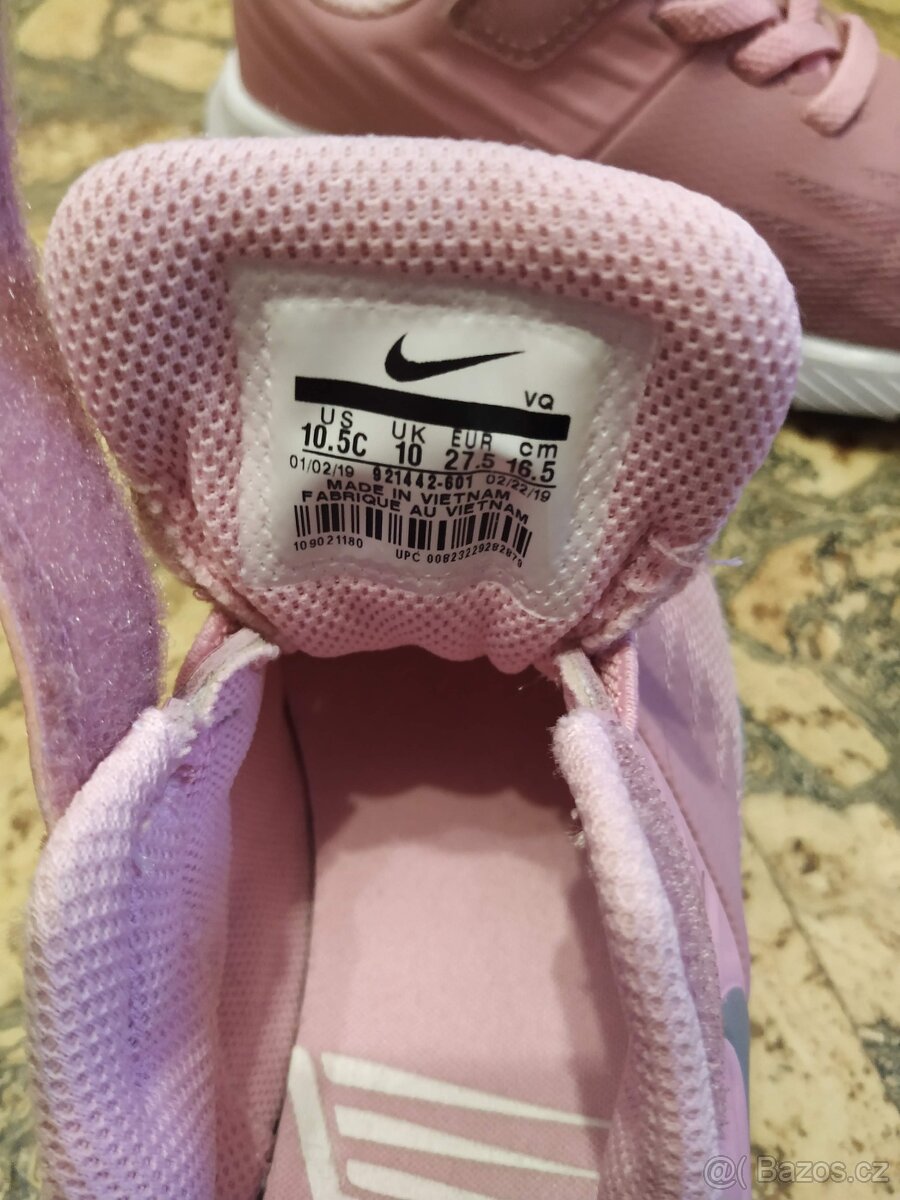 VQ
US UK EUR cm
10.5C 10 27.5 16.5
01/02/19 921442-601 02/22/19
MADE IN VIETNAM
FABRIQUE AU VIETNAM
109021180 UPC 00823229282879
@( Bazos.cz